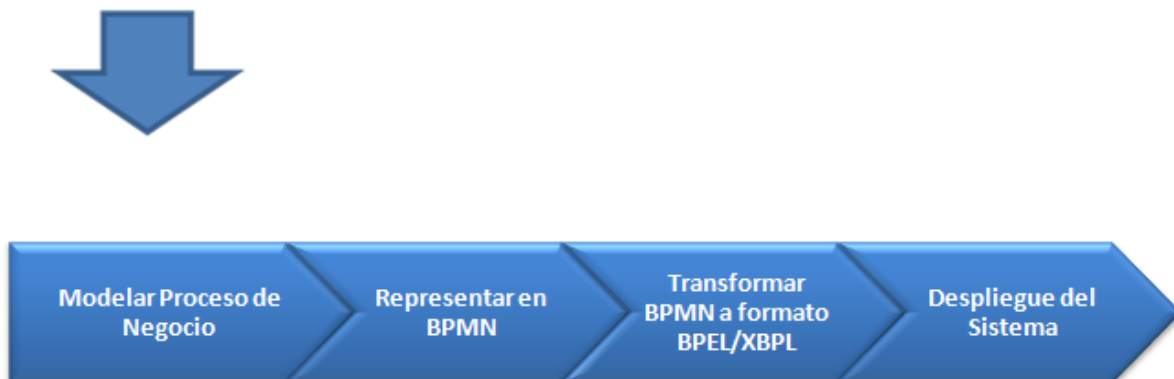 Modelar Proceso de
Negocio
Representar en
BPMN
Transformar
BPMN a formato
BPEL/XBPL
Despliegue del
Sistema